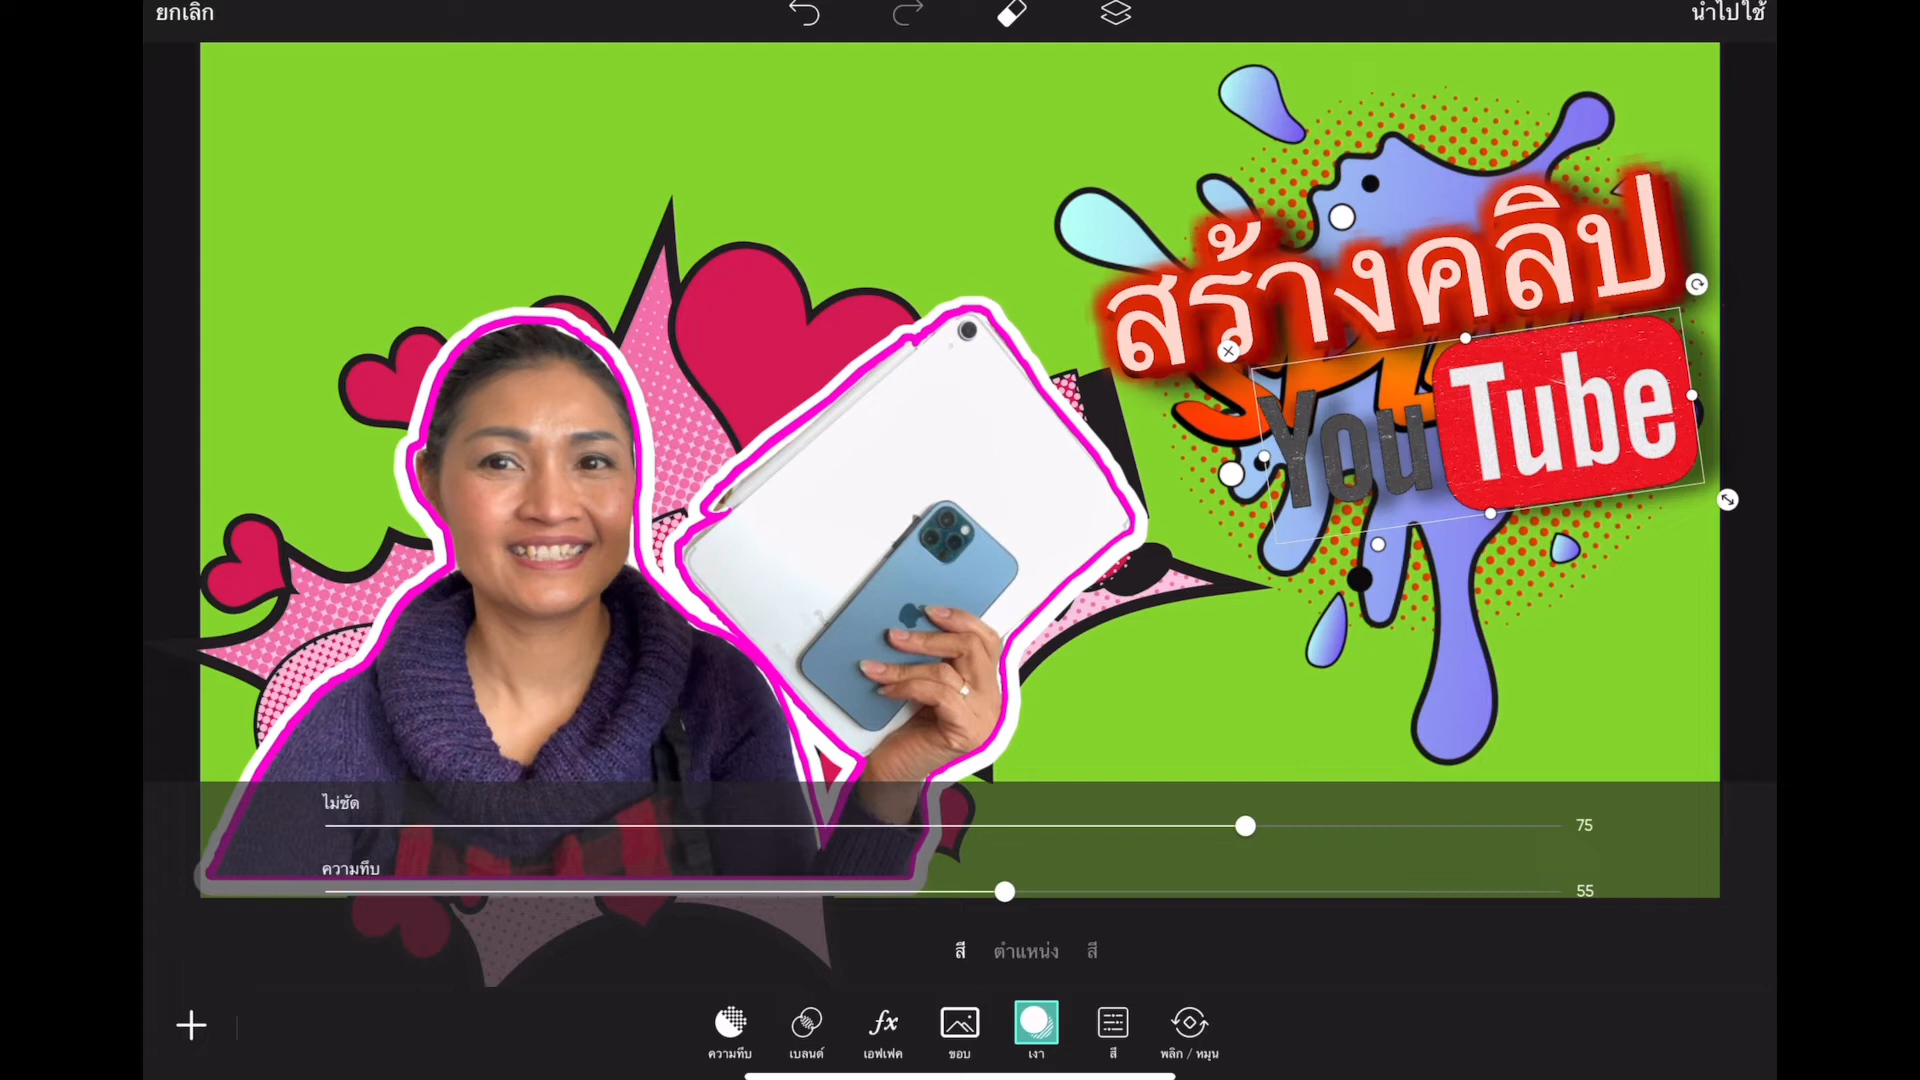 ยกเลิก
นำไปใช้
สร้างคลิป
YouTube
ไม่ชัด
75
ความทึบ
55
สี ตำแหน่ง สี
ความทึบ เบลนด์ เอฟเฟค ขอบ เงา สี พลิก / หมุน